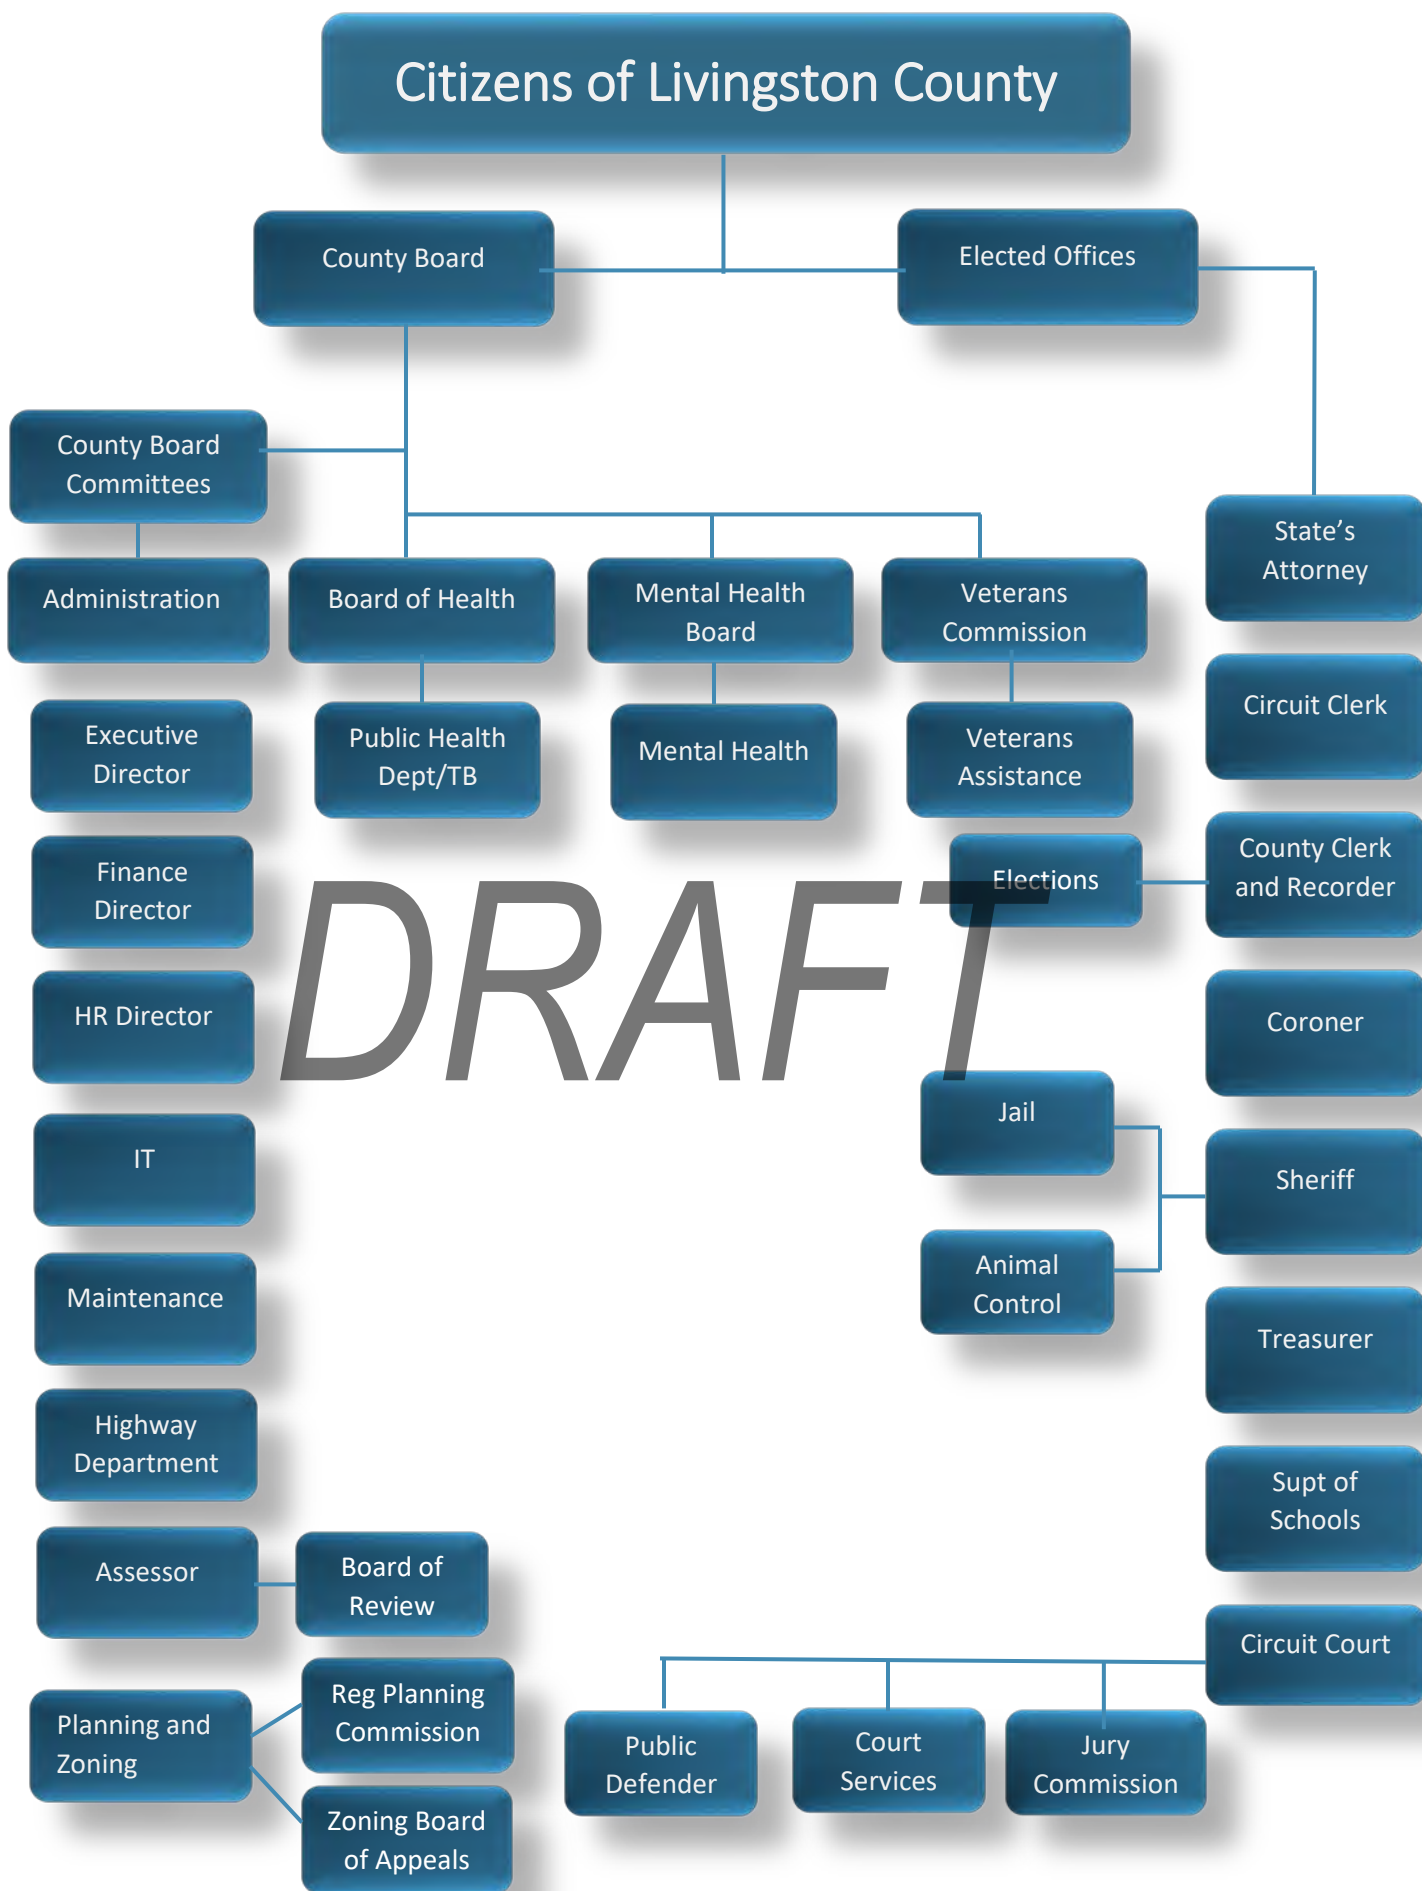 Citizens of Livingston County
County Board
Elected Offices
County Board
Committees
State’s
Attorney
Administration
Board of Health
Mental Health
Board
Veterans
Commission
Circuit Clerk
Executive
Director
Public Health
Dept/TB
Mental Health
Veterans
Assistance
Elections
County Clerk
and Recorder
Finance
Director
DRAFT
HR Director
Coroner
Jail
IT
Sheriff
Animal
Control
Maintenance
Treasurer
Highway
Department
Supt of
Schools
Assessor
Board of
Review
Circuit Court
Planning and
Zoning
Reg Planning
Commission
Zoning Board
of Appeals
Public
Defender
Court
Services
Jury
Commission